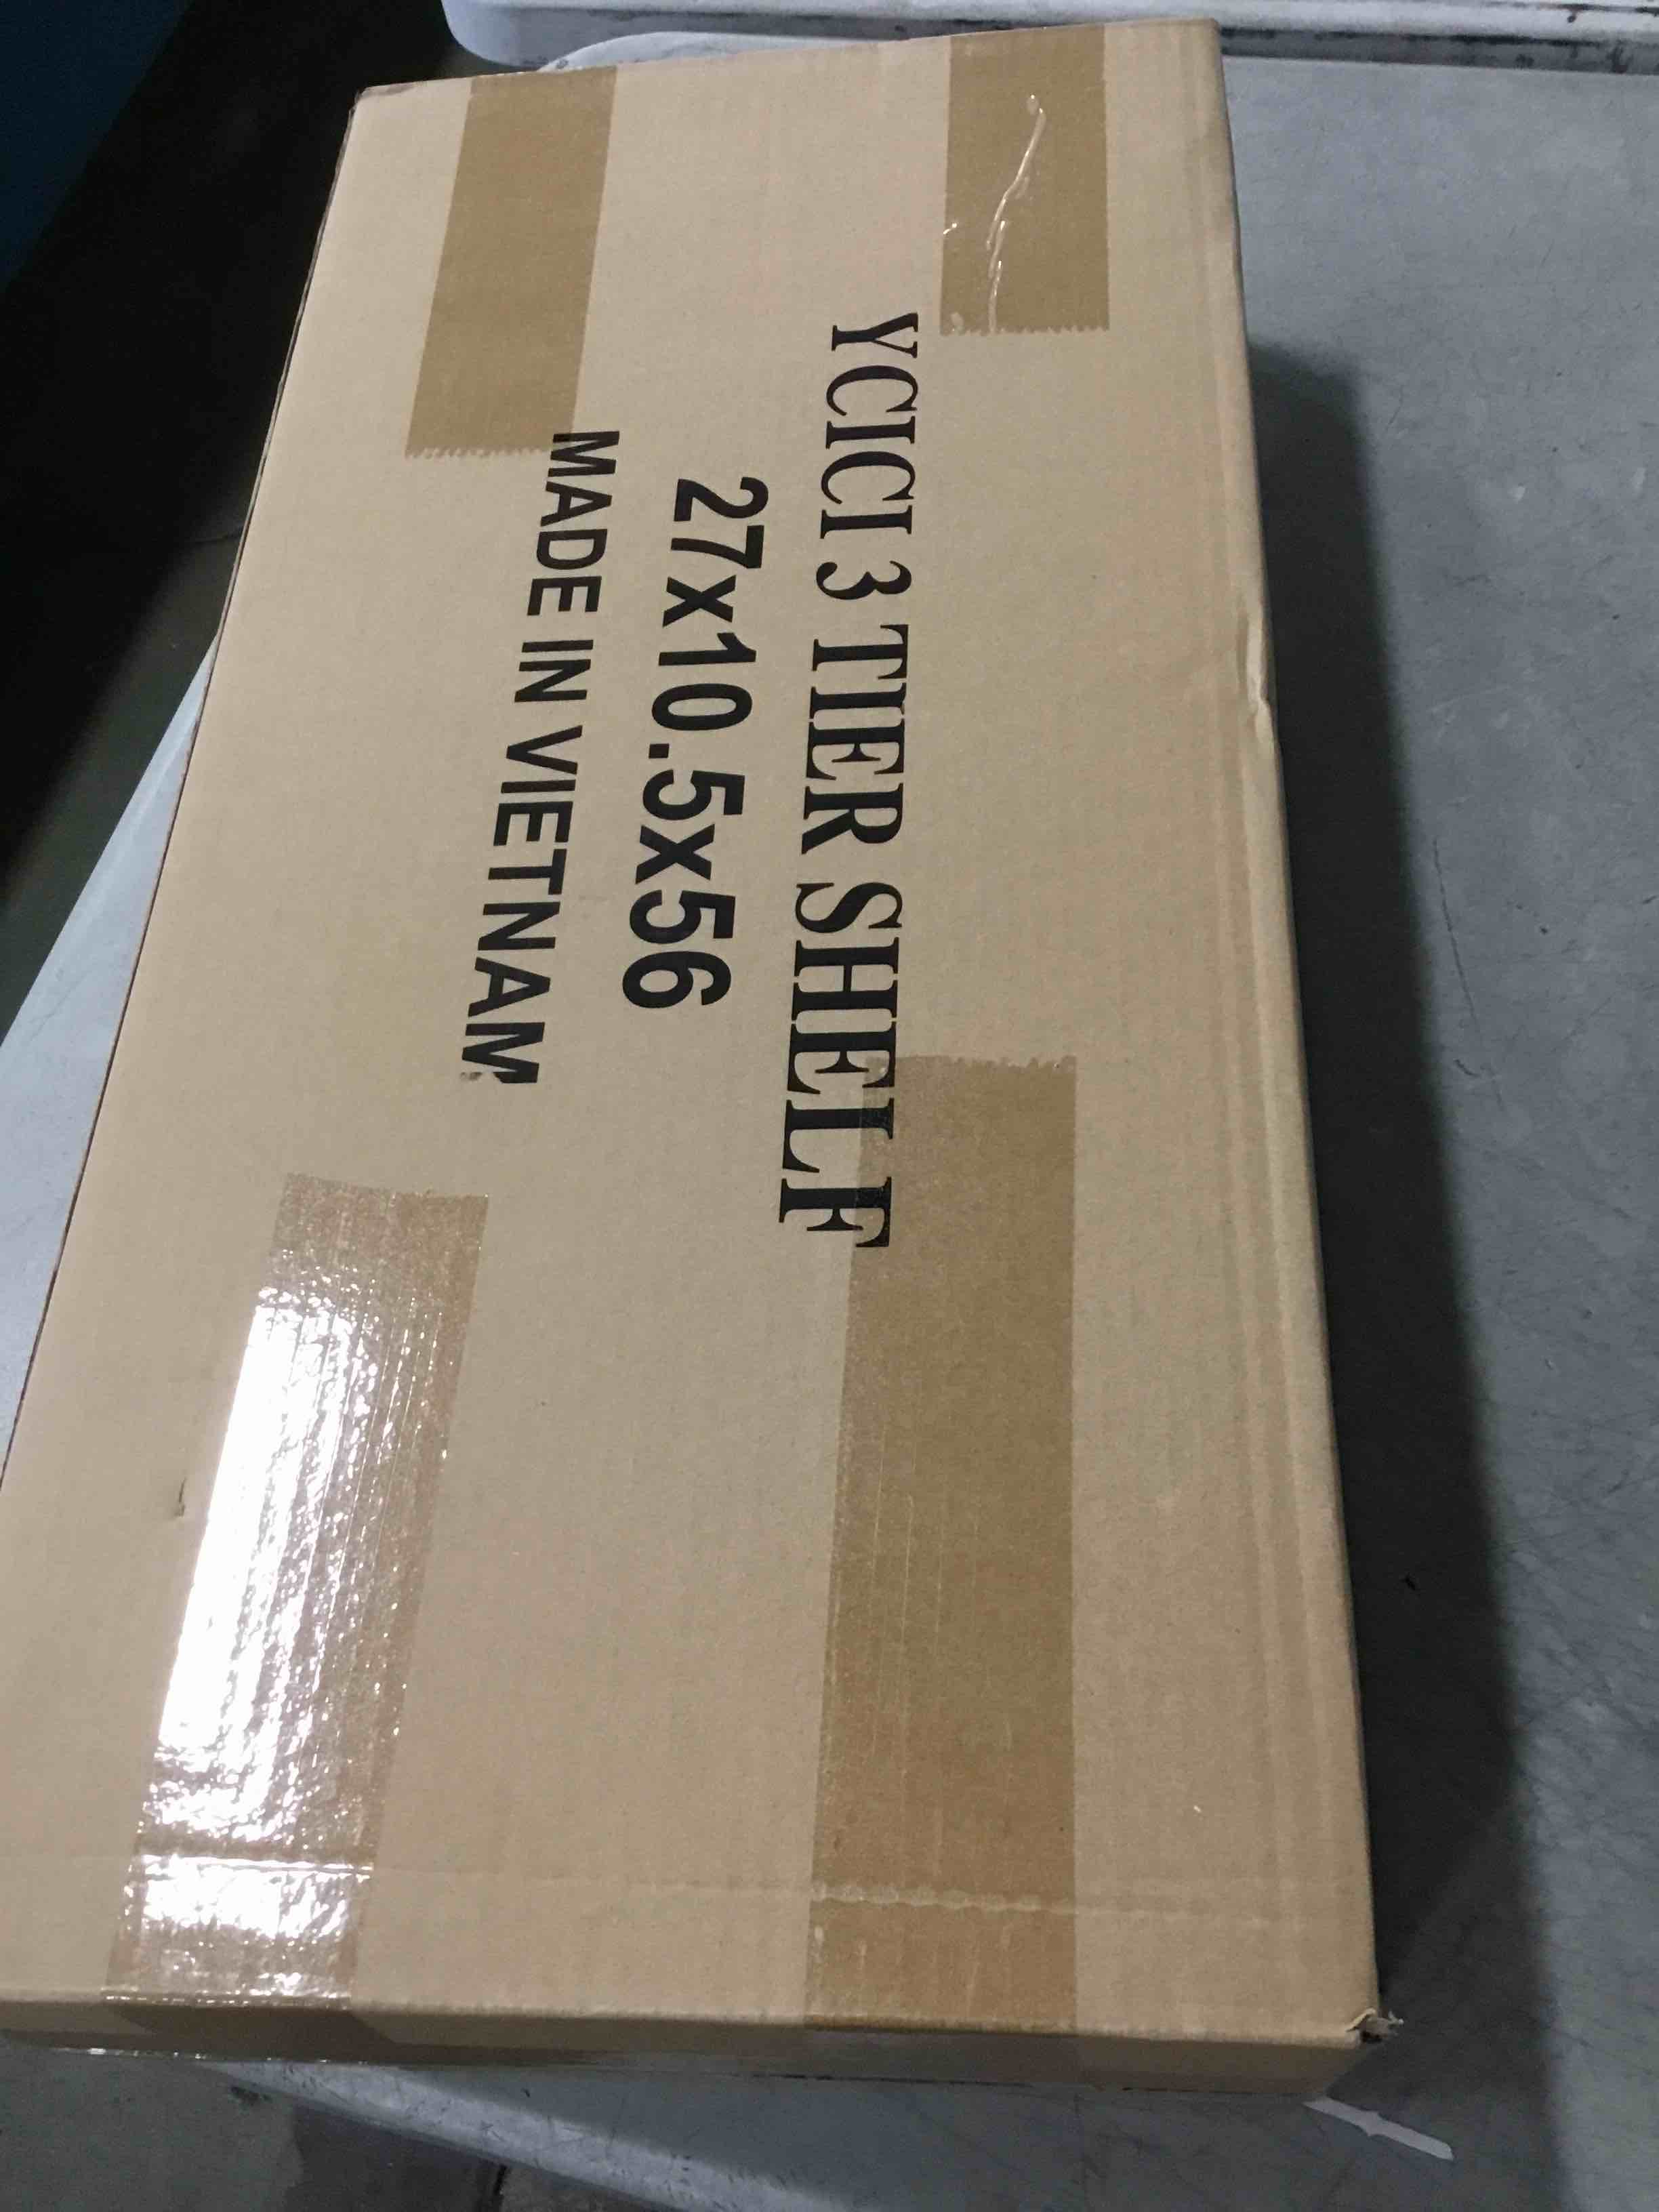 YCICI 3 TIER SHELF
27x10.5x56
MADE IN VIETNAM